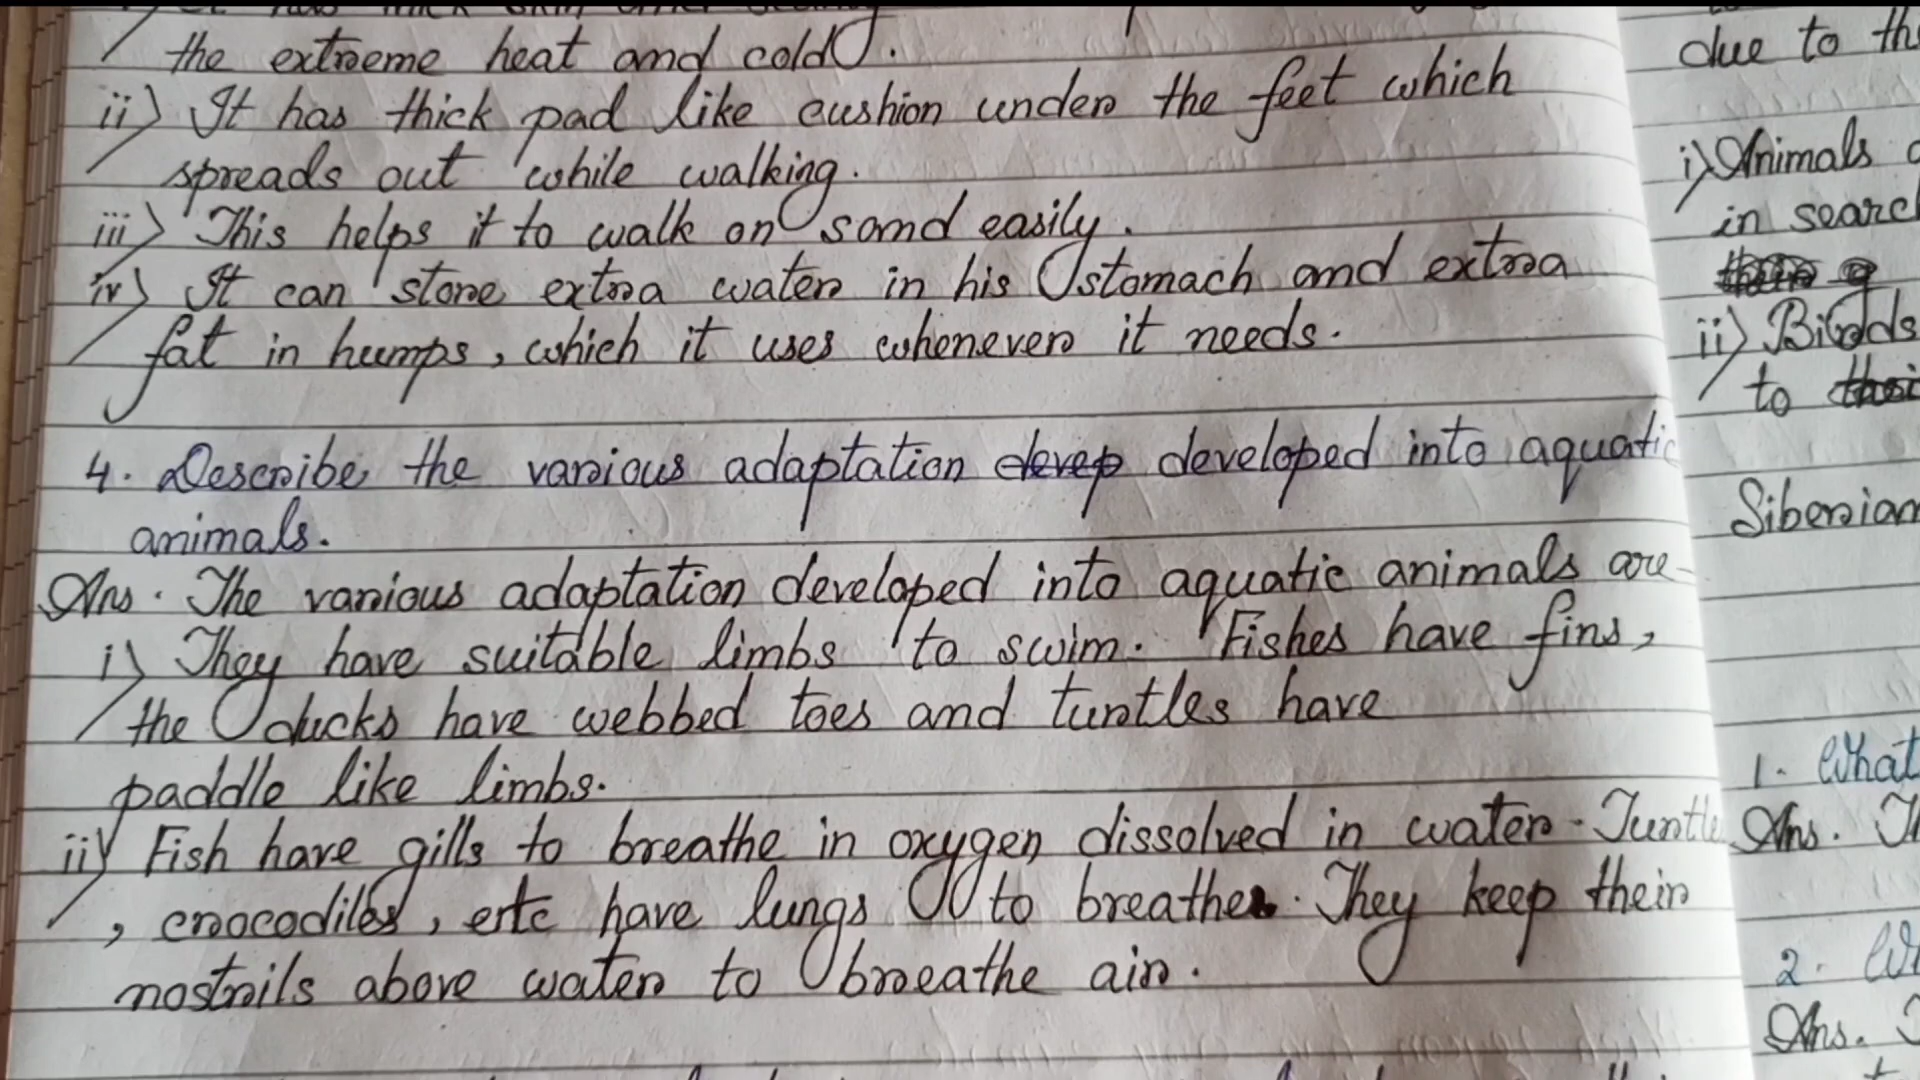 the extreme heat and cold.
ii) It has thick pad like cushion under the feet which
spreads out while walking.
iii) This helps it to walk on sand easily.
iv) It can store extra water in his stomach and extra
fat in humps, which it uses whenever it needs.
4. Describe the various adaptation devep developed into aquatic
animals.
Ans. The various adaptation developed into aquatic animals are-
i) They have suitable limbs to swim. Fishes have fins,
the ducks have webbed toes and turtles have
paddle like limbs.
ii) Fish have gills to breathe in oxygen dissolved in water. Turtle
, crocodiles, ertc have lungs to breathe. They keep their
nostrils above water to breathe air.
due to
i) Animals
in search
ii) Birds
to
Siberian
1. What
Ans.
2.
Ans.